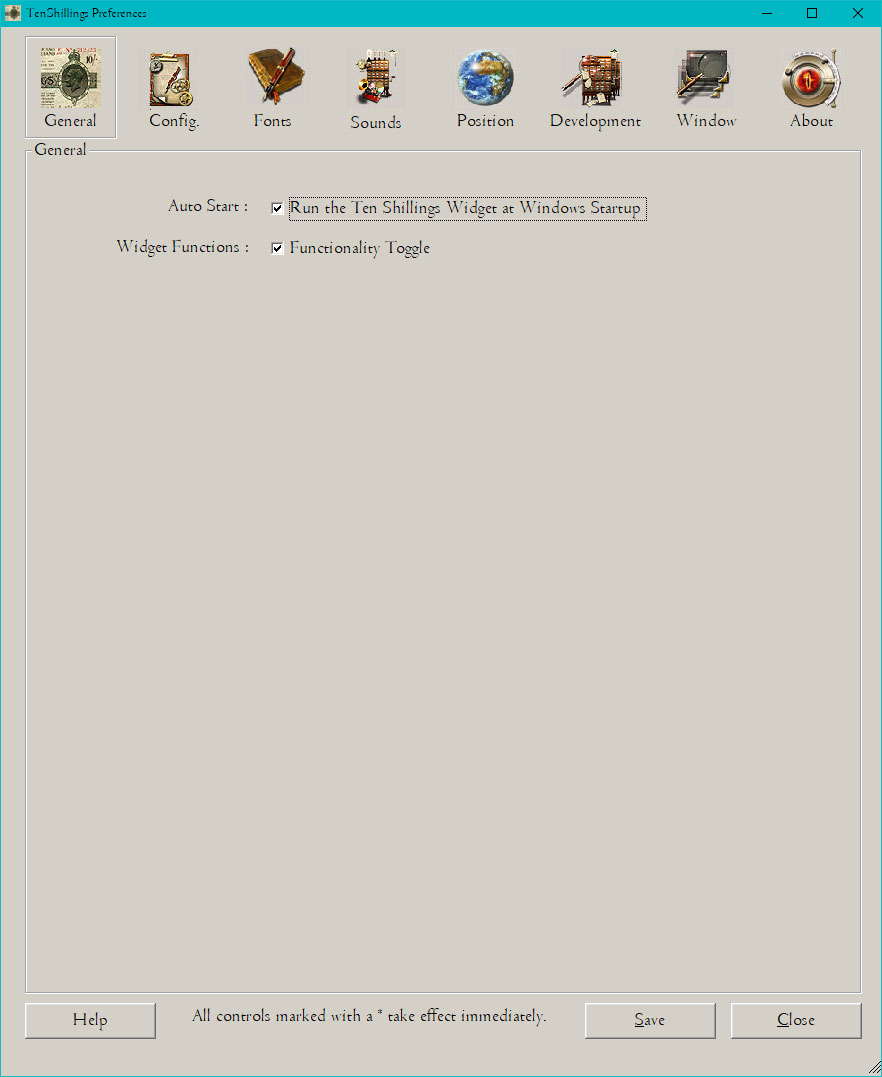 TenShillings Preferences
General
Config.
Fonts
Sounds
Position
Development
Window
About
General
Auto Start :
Run the Ten Shillings Widget at Windows Startup
Widget Functions :
Functionality Toggle
Help
All controls marked with a * take effect immediately.
Save
Close